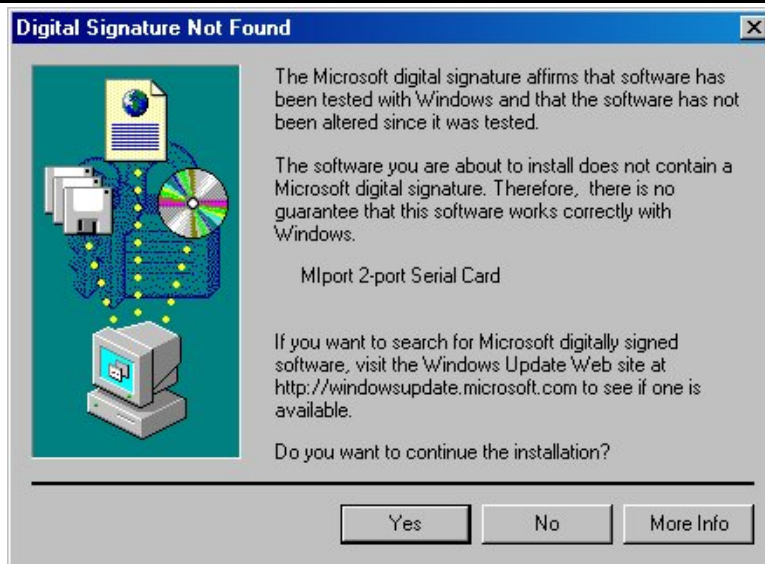 Digital Signature Not Found
The Microsoft digital signature affirms that software has
been tested with Windows and that the software has not
been altered since it was tested.
The software you are about to install does not contain a
Microsoft digital signature. Therefore,  there is no
guarantee that this software works correctly with
Windows.
MIport 2-port Serial Card
If you want to search for Microsoft digitally signed
software, visit the Windows Update Web site at
http://windowsupdate.microsoft.com to see if one is
available.
Do you want to continue the installation?
Yes
No
More Info